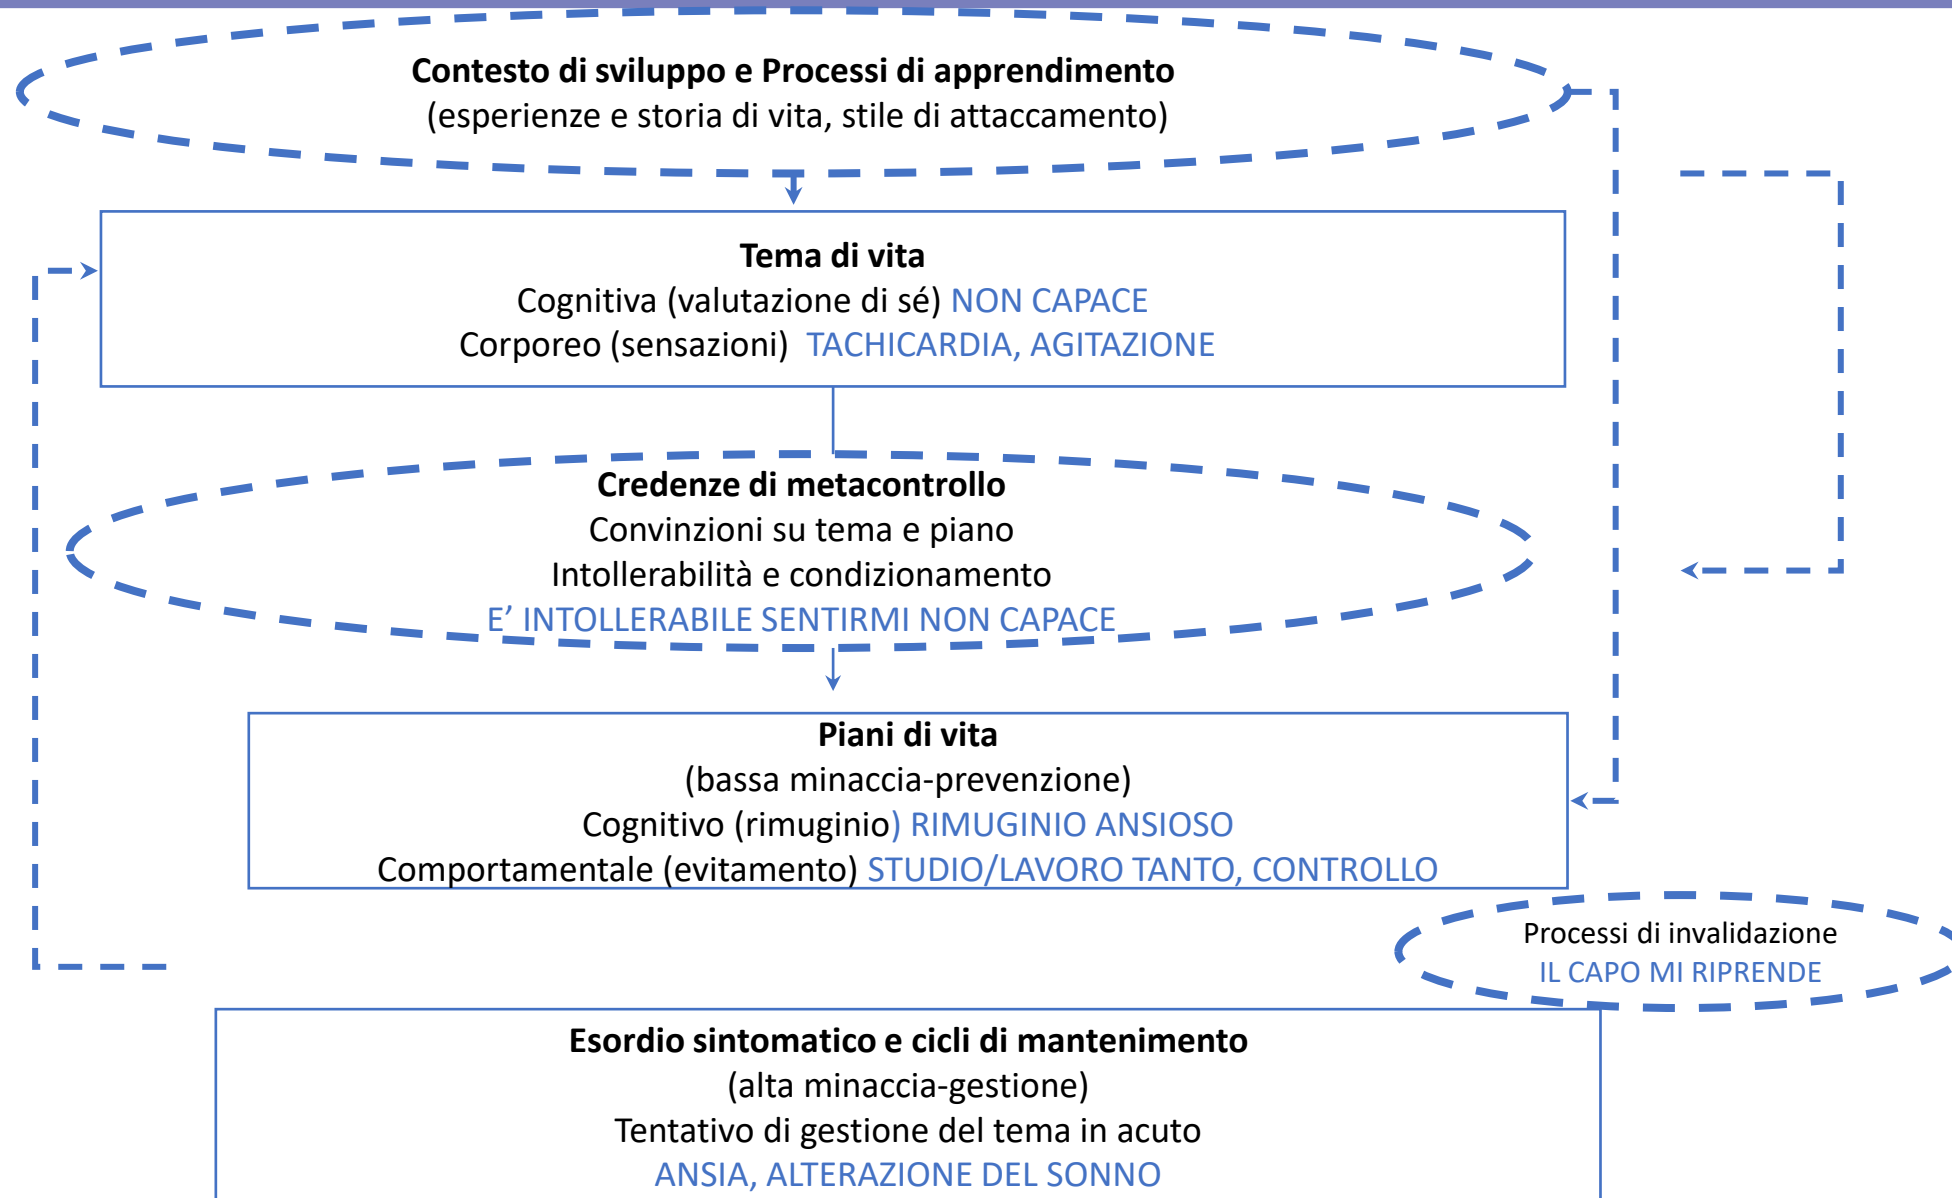 Contesto di sviluppo e Processi di apprendimento
(esperienze e storia di vita, stile di attaccamento)
Tema di vita
Cognitiva (valutazione di sé) NON CAPACE
Corporeo (sensazioni) TACHICARDIA, AGITAZIONE
Credenze di metacontrollo
Convinzioni su tema e piano
Intollerabilità e condizionamento
E’ INTOLLERABILE SENTIRMI NON CAPACE
Piani di vita
(bassa minaccia-prevenzione)
Cognitivo (rimuginio) RIMUGINIO ANSIOSO
Comportamentale (evitamento) STUDIO/LAVORO TANTO, CONTROLLO
Processi di invalidazione
IL CAPO MI RIPRENDE
Esordio sintomatico e cicli di mantenimento
(alta minaccia-gestione)
Tentativo di gestione del tema in acuto
ANSIA, ALTERAZIONE DEL SONNO